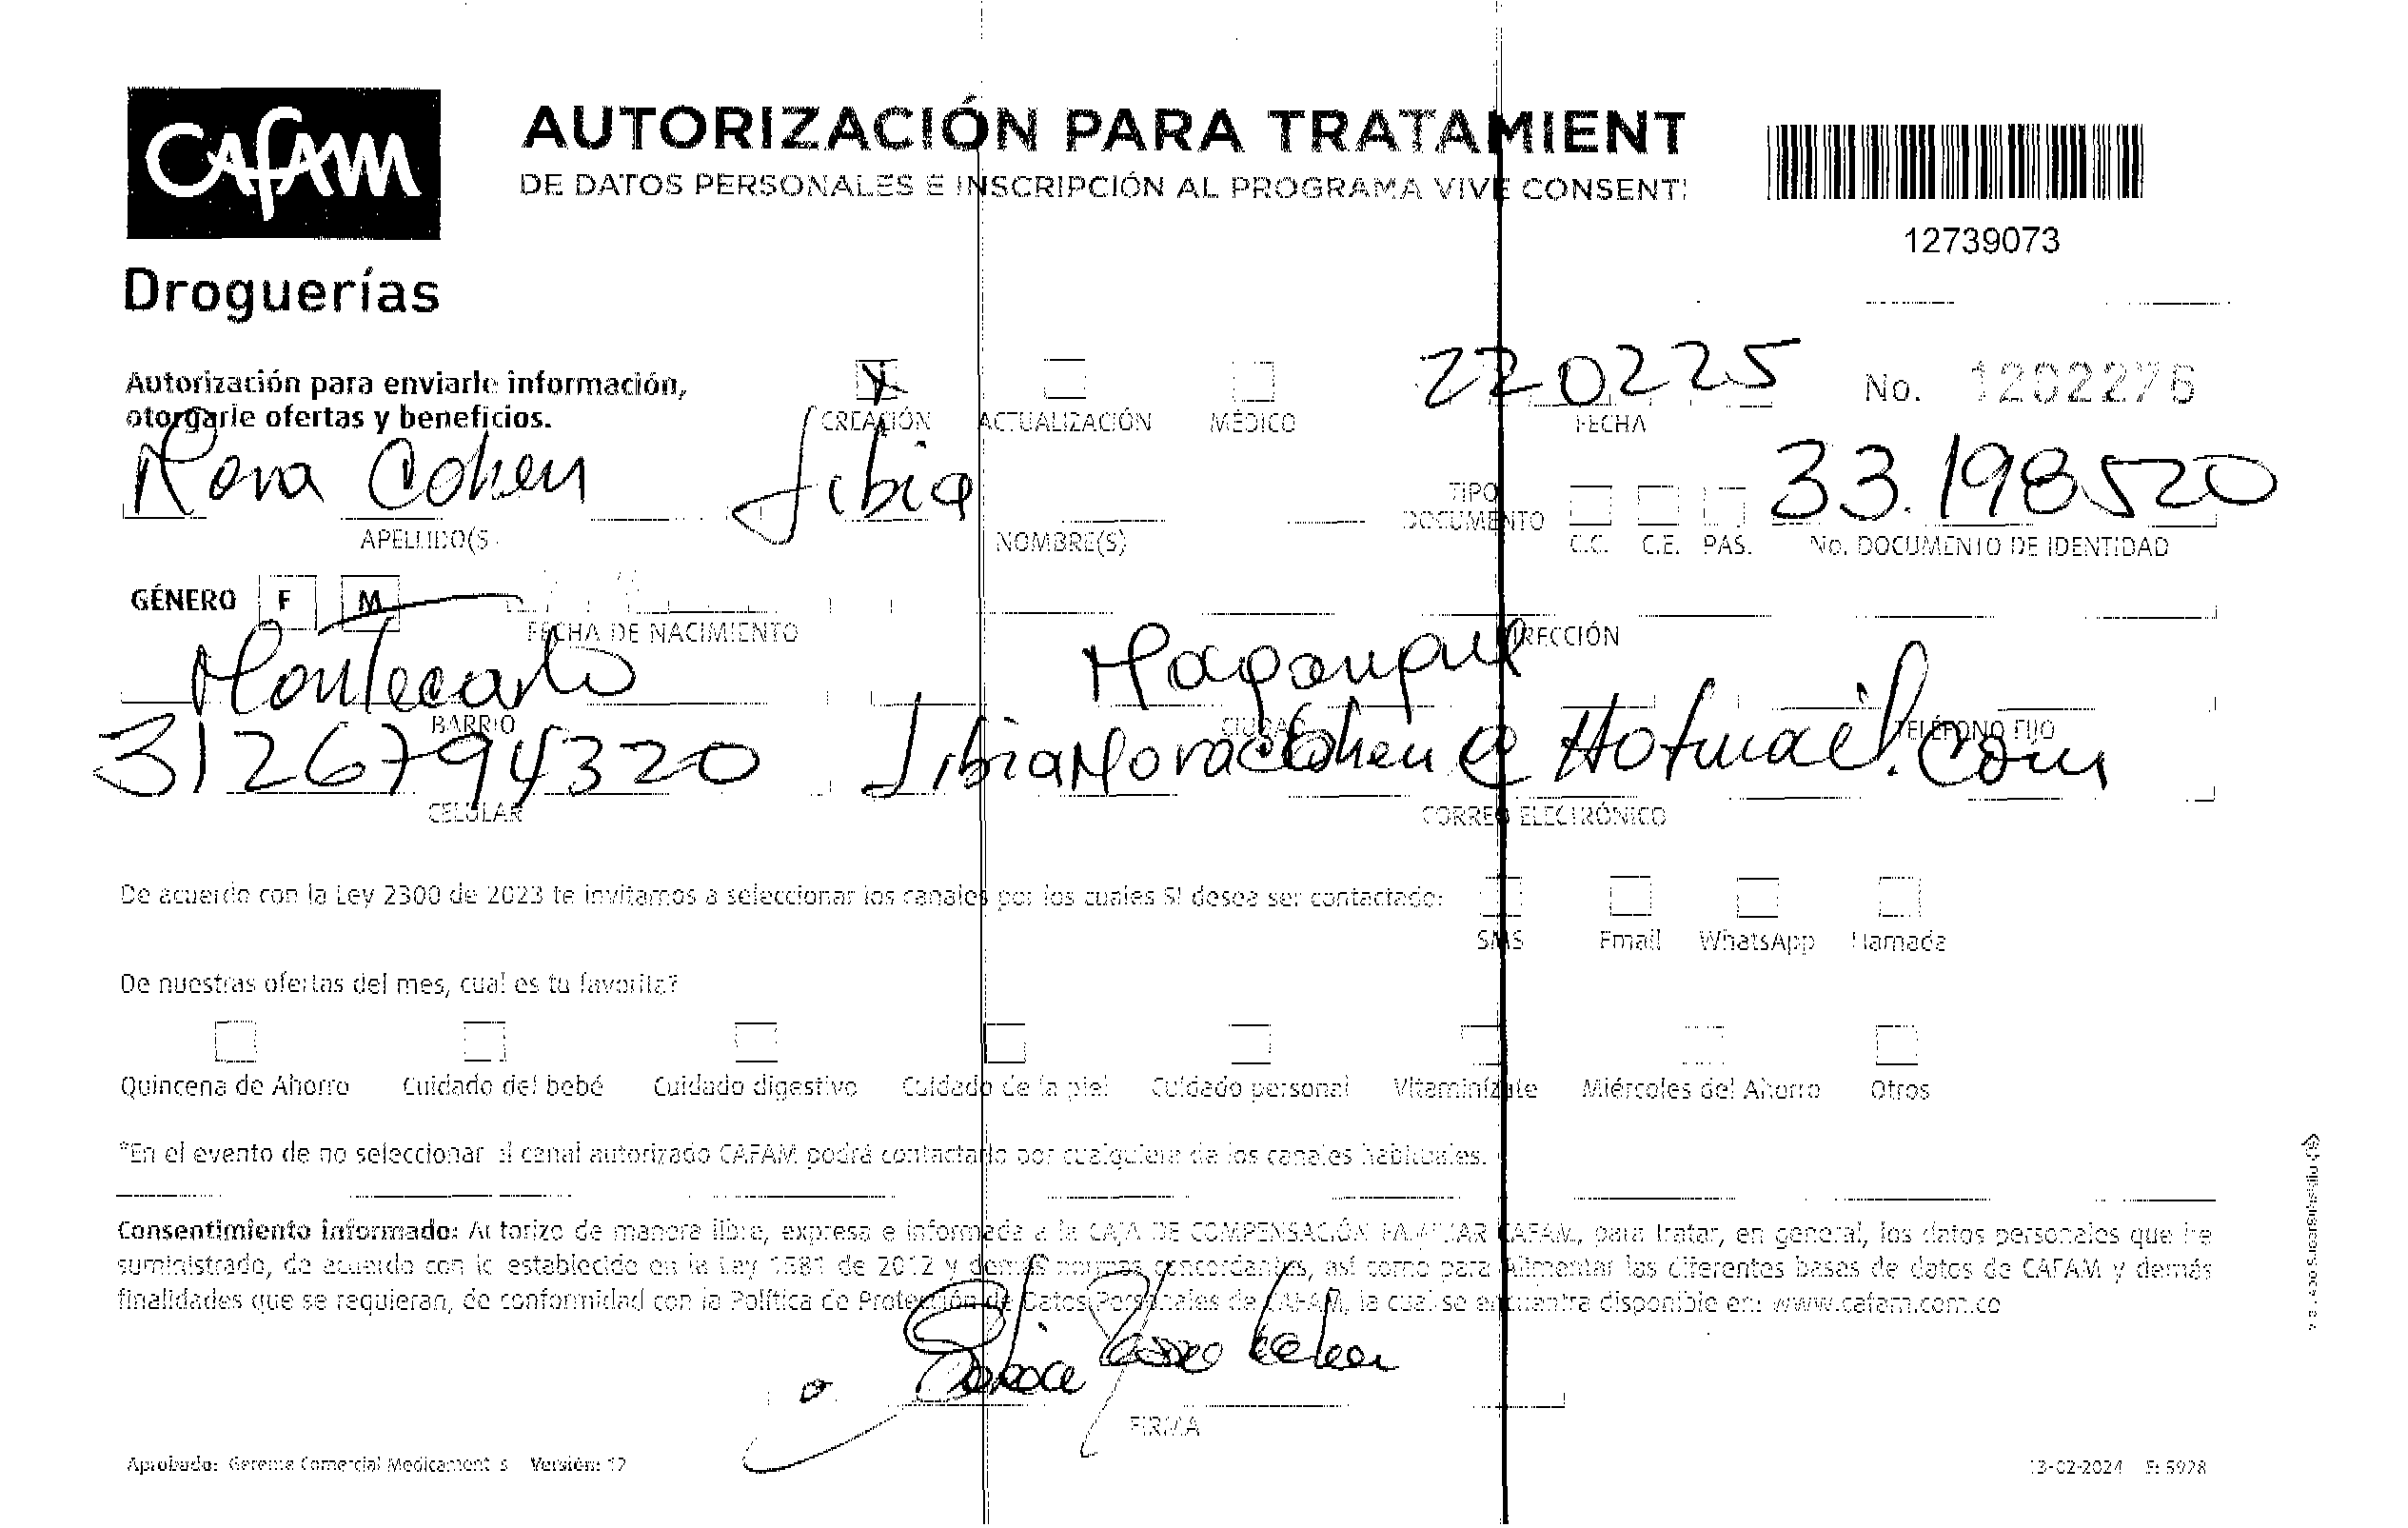 CAFAM
Droguerías
AUTORIZACIÓN PARA TRATAMIENT
DE DATOS PERSONALES E INSCRIPCIÓN AL PROGRAMA VIVE CONSENTI
12739073
Autorización para enviarle información,
otorgarle ofertas y beneficios.
CREACIÓN ACTUALIZACIÓN MÉDICO
220225
FECHA
No. 1202276
Mora Cohen Libia
APELLIDO(S NOMBRE(S)
TIPO DOCUMENTO C.C. C.E. PAS.
33.198520
No. DOCUMENTO DE IDENTIDAD
GÉNERO F M
FECHA DE NACIMIENTO DIRECCIÓN
Montecarlo Magangue
BARRIO CIUDAD TELÉFONO FIJO
3126794320 LibiaMoraCohen@Hotmail.com
CELULAR CORREO ELECTRÓNICO
De acuerdo con la Ley 2300 de 2023 te invitamos a seleccionar los canales por los cuales SI desea ser contactado:
SMS Email WhatsApp Llamada
De nuestras ofertas del mes, cual es tu favorita?
Quincena de Ahorro Cuidado del bebé Cuidado digestivo Cuidado de la piel Cuidado personal Vitaminízate Miércoles del Ahorro Otros
*En el evento de no seleccionar el canal autorizado CAFAM podrá contactarlo por cualquiera de los canales habituales.
Consentimiento informado: Autorizo de manera libre, expresa e informada a la CAJA DE COMPENSACIÓN FAMILIAR CAFAM, para tratar, en general, los datos personales que he
suministrado, de acuerdo con lo establecido en la Ley 1581 de 2012 y demás normas concordantes, así como para Alimentar las diferentes bases de datos de CAFAM y demás
finalidades que se requieran, de conformidad con la Política de Protección de Datos Personales de CAFAM, la cual se encuentra disponible en: www.cafam.com.co
FIRMA
Aprobado: Gerente Comercial Medicament s Versión: 12
13-02-2024 F: 5928